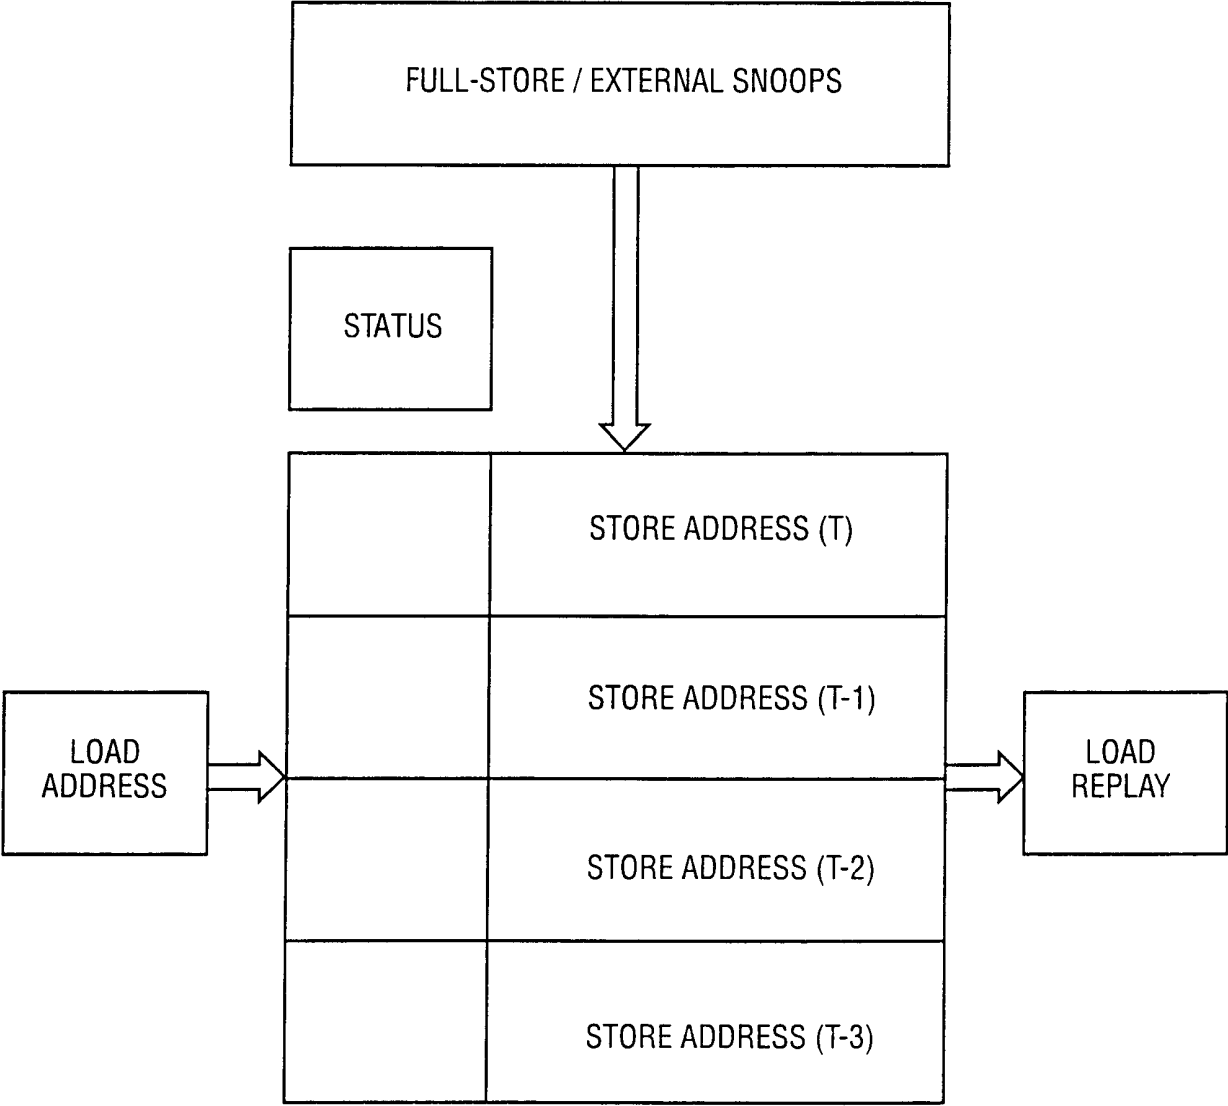 FULL-STORE / EXTERNAL SNOOPS
STATUS
STORE ADDRESS (T)
STORE ADDRESS (T-1)
LOAD
ADDRESS
LOAD
REPLAY
STORE ADDRESS (T-2)
STORE ADDRESS (T-3)